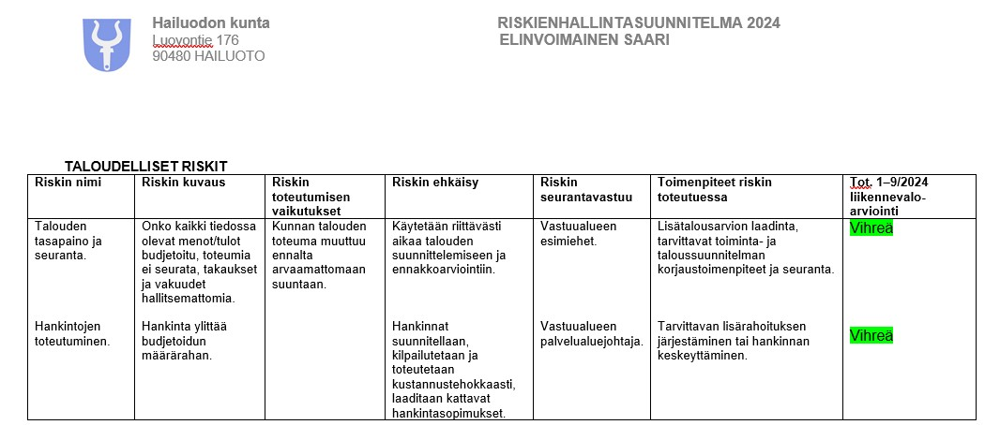 Hailuodon kunta
RISKIENHALLINTASUUNNITELMA 2024
Luovontie 176
ELINVOIMAINEN SAARI
90480 HAILUOTO
TALOUDELLISET RISKIT
Riskin nimi
Riskin kuvaus
Riskin
toteutumisen
vaikutukset
Riskin ehkäisy
Riskin
seurantavastuu
Toimenpiteet riskin
toteutuessa
Tot. 1–9/2024
liikennevalo-
arviointi
Talouden
tasapaino ja
seuranta.
Onko kaikki tiedossa
olevat menot/tulot
budjetoitu, toteumia
ei seurata, takaukset
ja vakuudet
hallitsemattomia.
Kunnan talouden
toteuma muuttuu
ennalta
arvaamattomaan
suuntaan.
Käytetään riittävästi
aikaa talouden
suunnittelemiseen ja
ennakkoarviointiin.
Vastuualueen
esimiehet.
Lisätalousarvion laadinta,
tarvittavat toiminta- ja
taloussuunnitelman
korjaustoimenpiteet ja seuranta.
Vihreä
Hankintojen
toteutuminen.
Hankinta ylittää
budjetoidun
määrärahan.
Hankinnat
suunnitellaan,
kilpailutetaan ja
toteutetaan
kustannustehokkaasti,
laaditaan kattavat
hankintasopimukset.
Vastuualueen
palvelualuejohtaja.
Tarvittavan lisärahoituksen
järjestäminen tai hankinnan
keskeyttäminen.
Vihreä